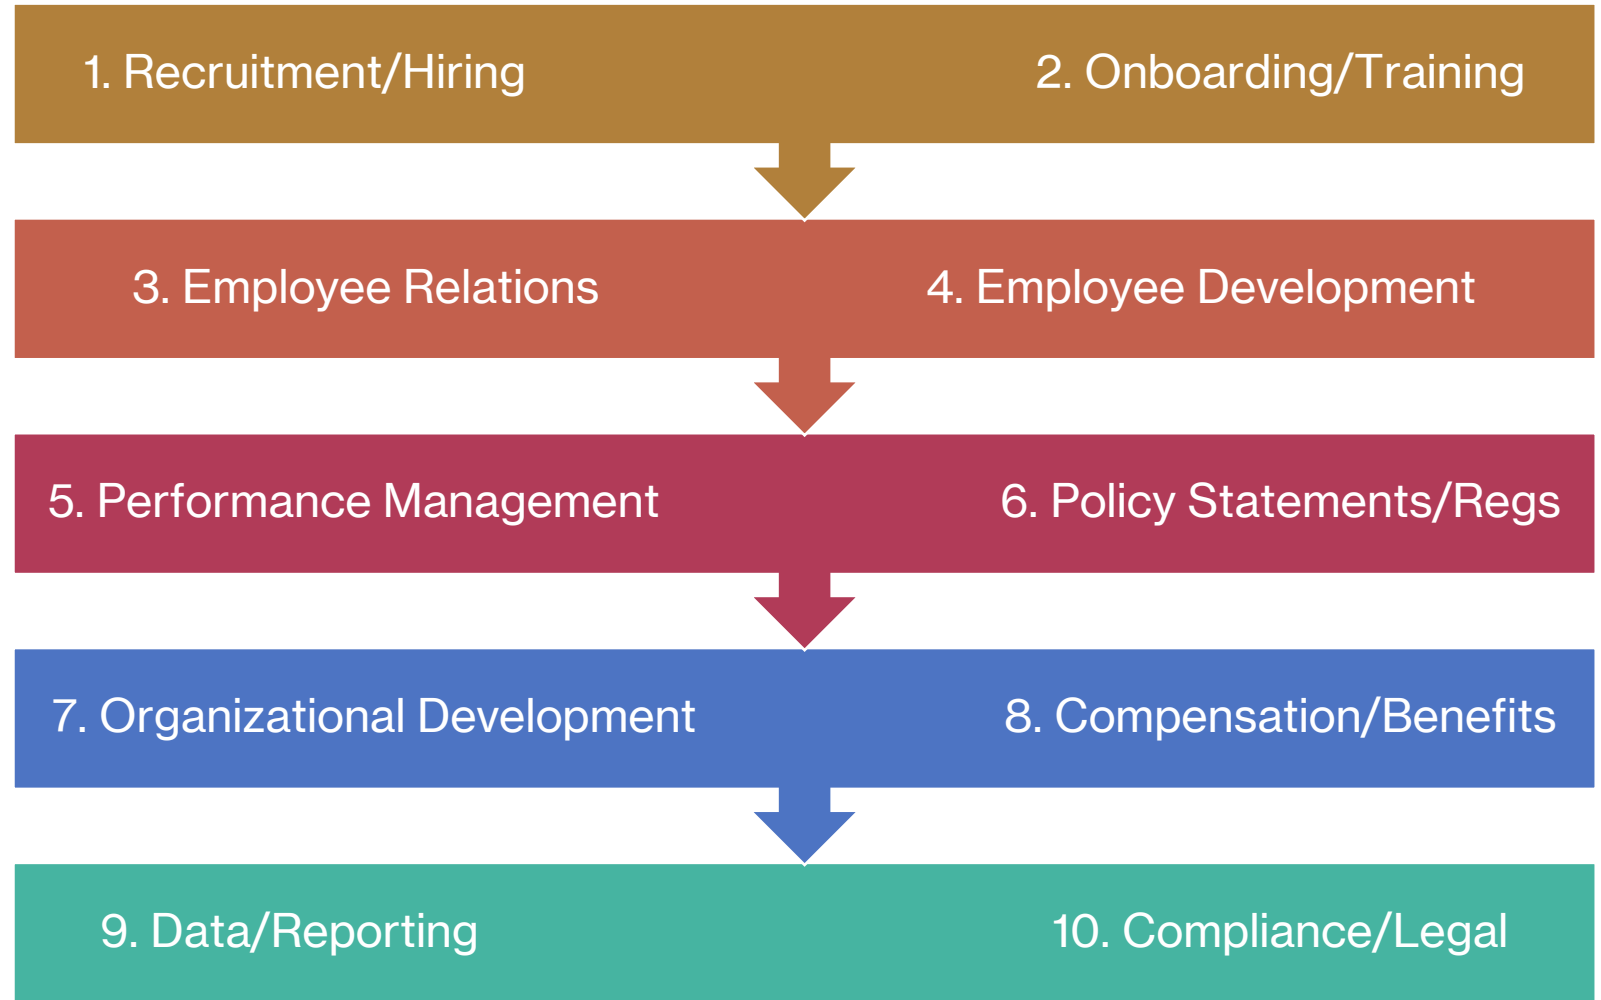 1. Recruitment/Hiring
2. Onboarding/Training
3. Employee Relations
4. Employee Development
5. Performance Management
6. Policy Statements/Regs
7. Organizational Development
8. Compensation/Benefits
9. Data/Reporting
10. Compliance/Legal